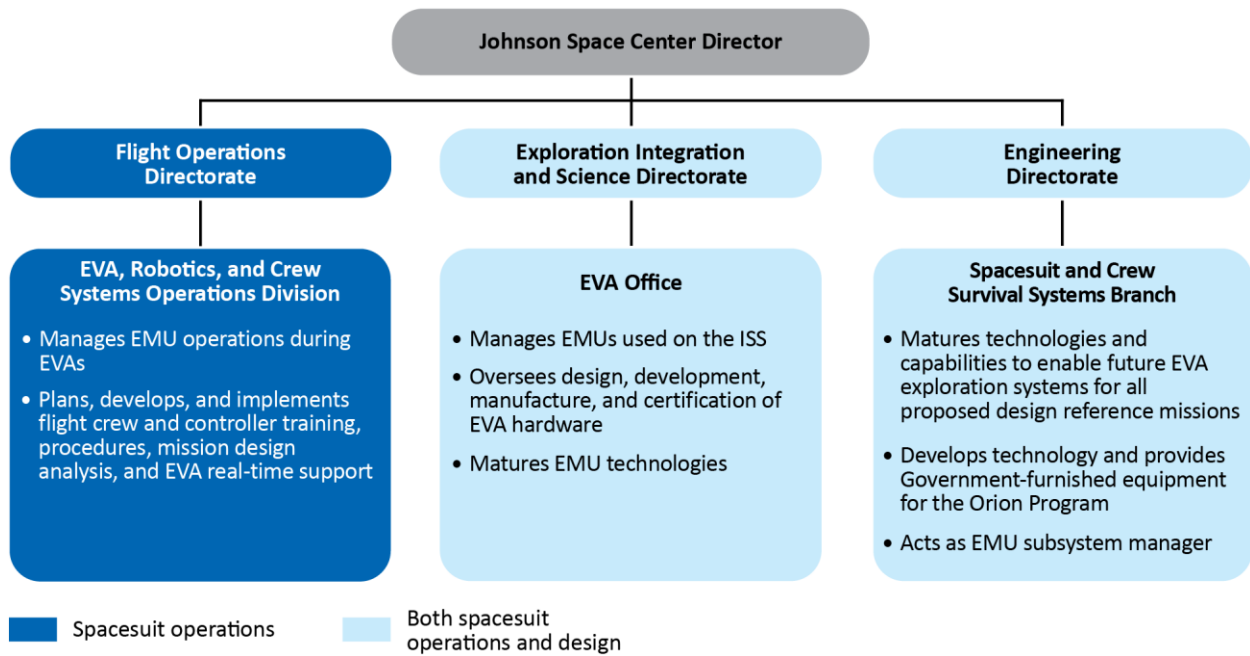 Johnson Space Center Director
Flight Operations
Directorate
Exploration Integration
and Science Directorate
Engineering
Directorate
EVA, Robotics, and Crew
Systems Operations Division
• Manages EMU operations during
EVAs
• Plans, develops, and implements
flight crew and controller training,
procedures, mission design
analysis, and EVA real-time support
EVA Office
• Manages EMUs used on the ISS
• Oversees design, development,
manufacture, and certification of
EVA hardware
• Matures EMU technologies
Spacesuit and Crew
Survival Systems Branch
• Matures technologies and
capabilities to enable future EVA
exploration systems for all
proposed design reference missions
• Develops technology and provides
Government-furnished equipment
for the Orion Program
• Acts as EMU subsystem manager
Spacesuit operations
Both spacesuit
operations and design